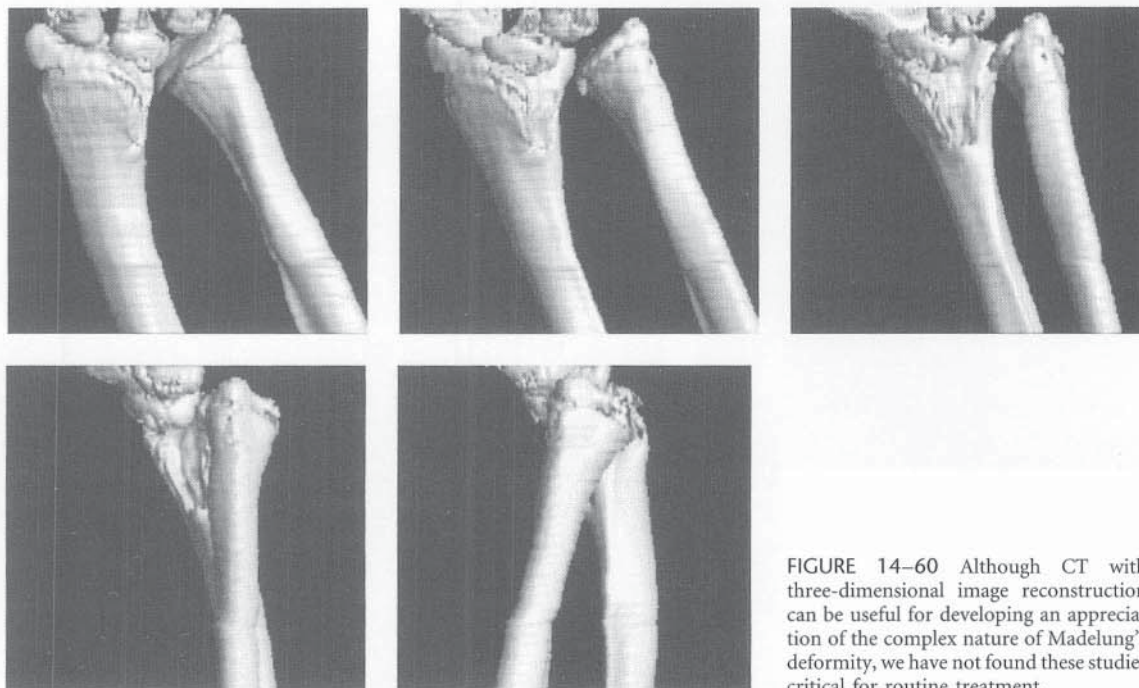 FIGURE 14–60 Although CT with
three-dimensional image reconstruction
can be useful for developing an apprecia-
tion of the complex nature of Madelung’
deformity, we have not found these studie
critical for routine treatment.